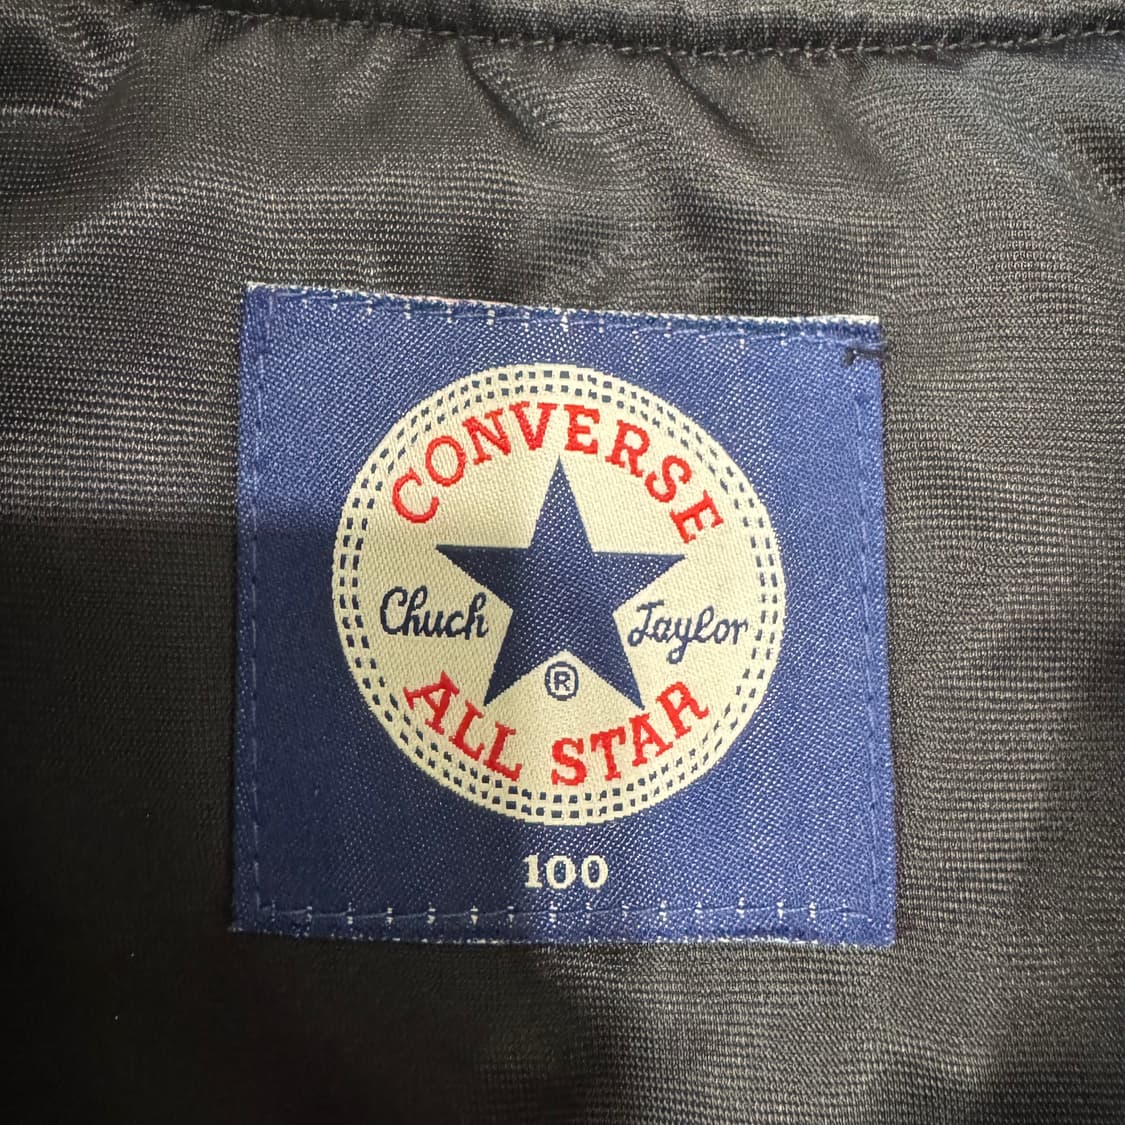 CONVERSE
Chuck Taylor
®
ALL STAR
100